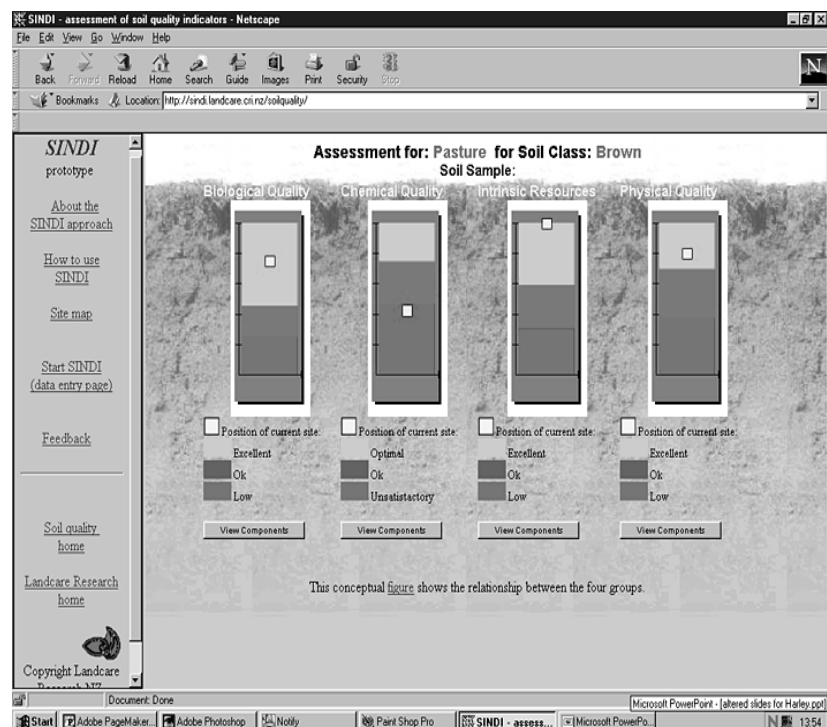 SINDI - assessment of soil quality indicators - Netscape
File Edit View Go Window Help
Back Forward Reload Home Search Guide Images Print Security Stop
N
Bookmarks Location: http://sindi.landcare.cri.nz/soilquality/
SINDI
prototype
About the
SINDI approach
How to use
SINDI
Site map
Start SINDI
(data entry page)
Feedback
Soil quality
home
Landcare Research
home
Copyright Landcare
Research NZ
Assessment for: Pasture for Soil Class: Brown
Soil Sample:
Biological Quality Chemical Quality Intrinsic Resources Physical Quality
Position of current site: Position of current site: Position of current site: Position of current site:
Excellent Optimal Excellent Excellent
Ok Ok Ok Ok
Low Unsatistactory Low Low
View Components View Components View Components View Components
This conceptual figure shows the relationship between the four groups.
Document: Done
Microsoft PowerPoint - [altered slides for Harley.ppt]
Start Adobe PageMaker... Adobe Photoshop Notify Paint Shop Pro SINDI - assess... Microsoft PowerPo... N 13:54